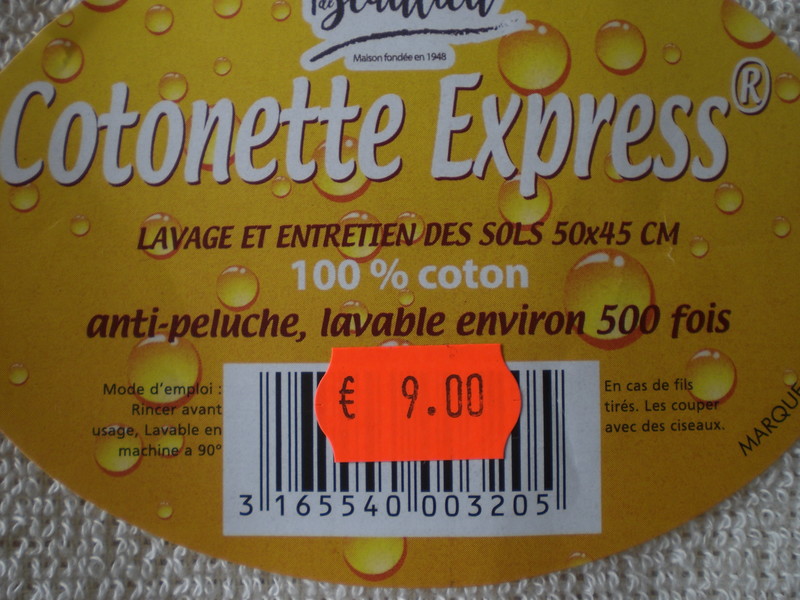 Maison fondée en 1948
Cotonette Express®
LAVAGE ET ENTRETIEN DES SOLS 50x45 CM
100 % coton
anti-peluche, lavable environ 500 fois
Mode d'emploi :
Rincer avant
usage, Lavable en
machine a 90°
€ 9.00
En cas de fils
tirés. Les couper
avec des ciseaux.
MARQUE
3 165540 003205